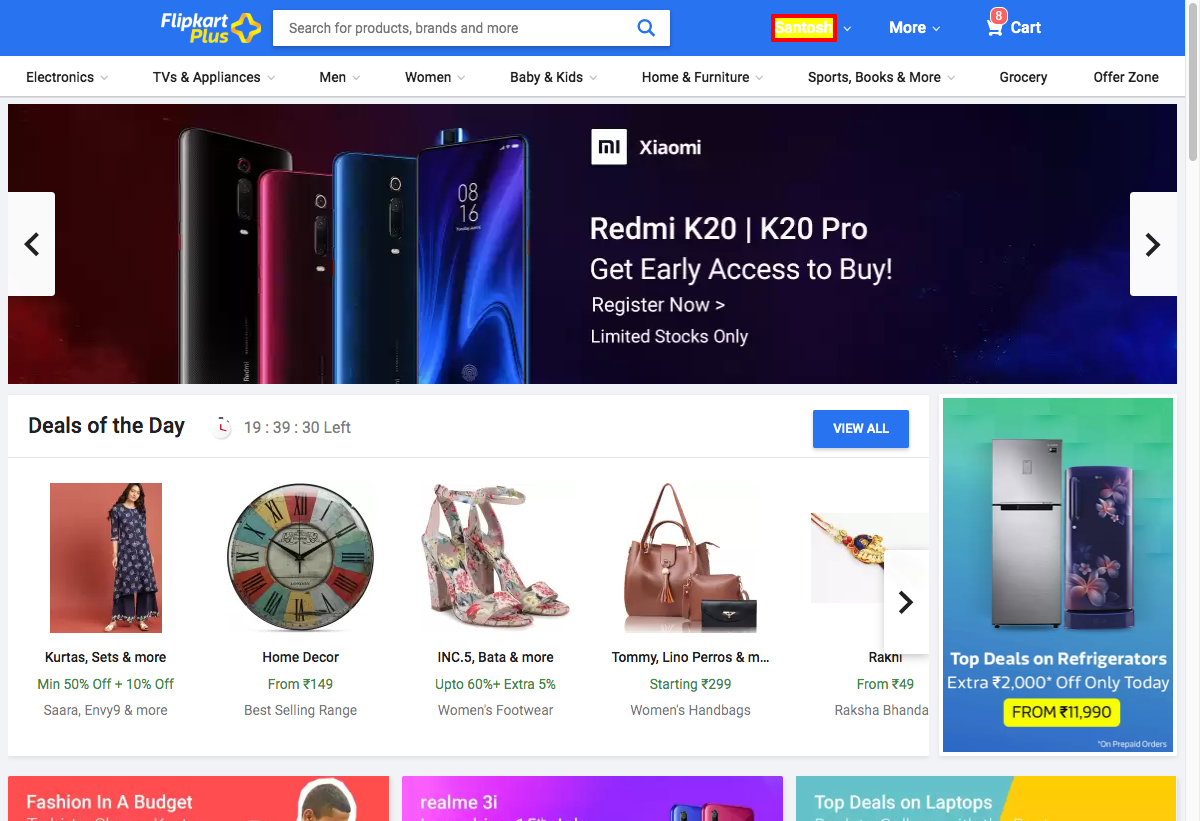 Flipkart
Plus
Search for products, brands and more
Santosh
More
8
Cart
Electronics
TVs & Appliances
Men
Women
Baby & Kids
Home & Furniture
Sports, Books & More
Grocery
Offer Zone
mi Xiaomi
08
16
Redmi K20 | K20 Pro
Get Early Access to Buy!
Register Now >
Limited Stocks Only
Redmi
Deals of the Day
19 : 39 : 30 Left
VIEW ALL
Kurtas, Sets & more
Min 50% Off + 10% Off
Saara, Envy9 & more
Home Decor
From ₹149
Best Selling Range
INC.5, Bata & more
Upto 60%+ Extra 5%
Women's Footwear
Tommy, Lino Perros & m...
Starting ₹299
Women's Handbags
Rakhi
From ₹49
Raksha Bhanda
Top Deals on Refrigerators
Extra ₹2,000* Off Only Today
FROM ₹11,990
*On Prepaid Orders
Fashion In A Budget
realme 3i
Top Deals on Laptops